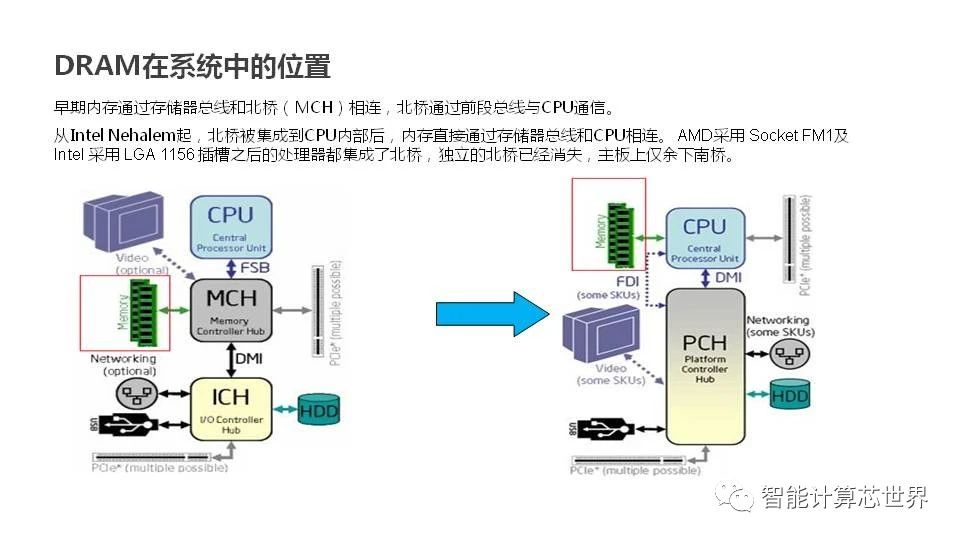 DRAM在系统中的位置
早期内存通过存储器总线和北桥（MCH）相连，北桥通过前段总线与CPU通信。
从Intel Nehalem起，北桥被集成到CPU内部后，内存直接通过存储器总线和CPU相连。 AMD采用 Socket FM1及
Intel 采用 LGA 1156 插槽之后的处理器都集成了北桥，独立的北桥已经消失，主板上仅余下南桥。
CPU
Central
Processor Unit
Video
(optional)
FSB
Memory
MCH
Memory
Controller Hub
PCIe* (multiple possible)
Networking
(optional)
DMI
ICH
I/O Controller
Hub
HDD
USB
PCIe* (multiple possible)
Memory
CPU
Central
Processor Unit
PCIe* (multiple possible)
FDI
(some SKUs)
DMI
PCH
Platform
Controller
Hub
Networking
(some SKUs)
Video
(some SKUs)
HDD
USB
PCIe* (multiple possible)
智能计算芯世界